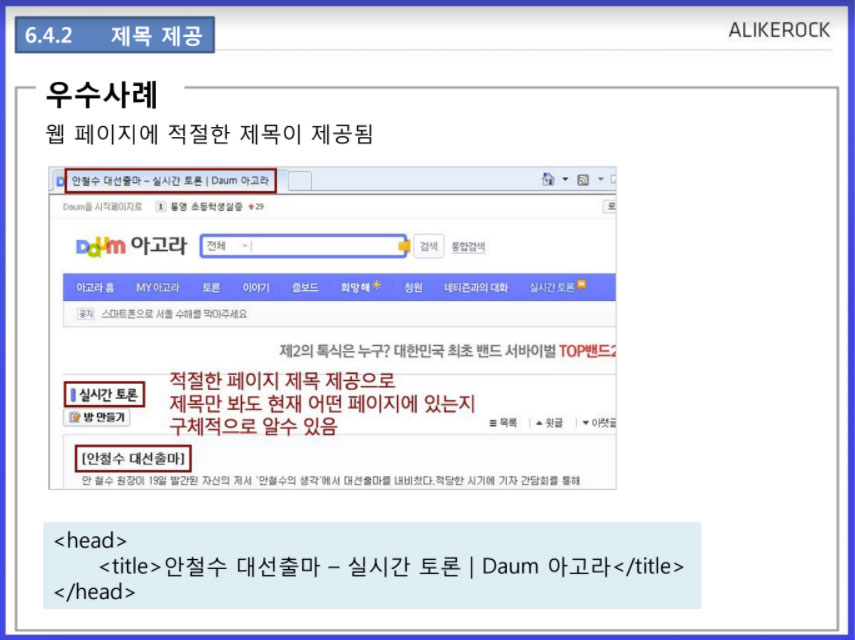 6.4.2 제목 제공
ALIKEROCK
우수사례
웹 페이지에 적절한 제목이 제공됨
안철수 대선출마 – 실시간 토론 | Daum 아고라
Daum을 시작페이지로 1 통영 초등학생실종 29
Daum 아고라 전체 검색 통합검색
아고라 홈 MY아고라 토론 이야기 즐보드 희망해 청원 네티즌과의 대화 실시간 토론 N
공지 스마트폰으로 서울 수해를 막아주세요
제2의 톡식은 누구? 대한민국 최초 밴드 서바이벌 TOP밴드2
실시간 토론
방 만들기
적절한 페이지 제목 제공으로
제목만 봐도 현재 어떤 페이지에 있는지
구체적으로 알수 있음
목록 | ▲ 윗글 | ▼ 아랫글
[안철수 대선출마]
안 철수 원장이 19일 발간된 자신의 저서 '안철수의 생각'에서 대선출마를 내비쳤다.적당한 시기에 기자 간담회를 통해
<head>
<title>안철수 대선출마 – 실시간 토론 | Daum 아고라</title>
</head>